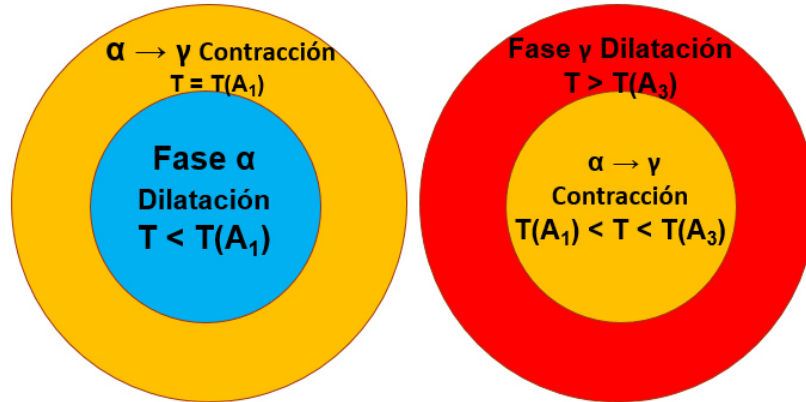 α → γ Contracción
T = T(A₁)
Fase α
Dilatación
T < T(A₁)
Fase γ Dilatación
T > T(A₃)
α → γ
Contracción
T(A₁) < T < T(A₃)